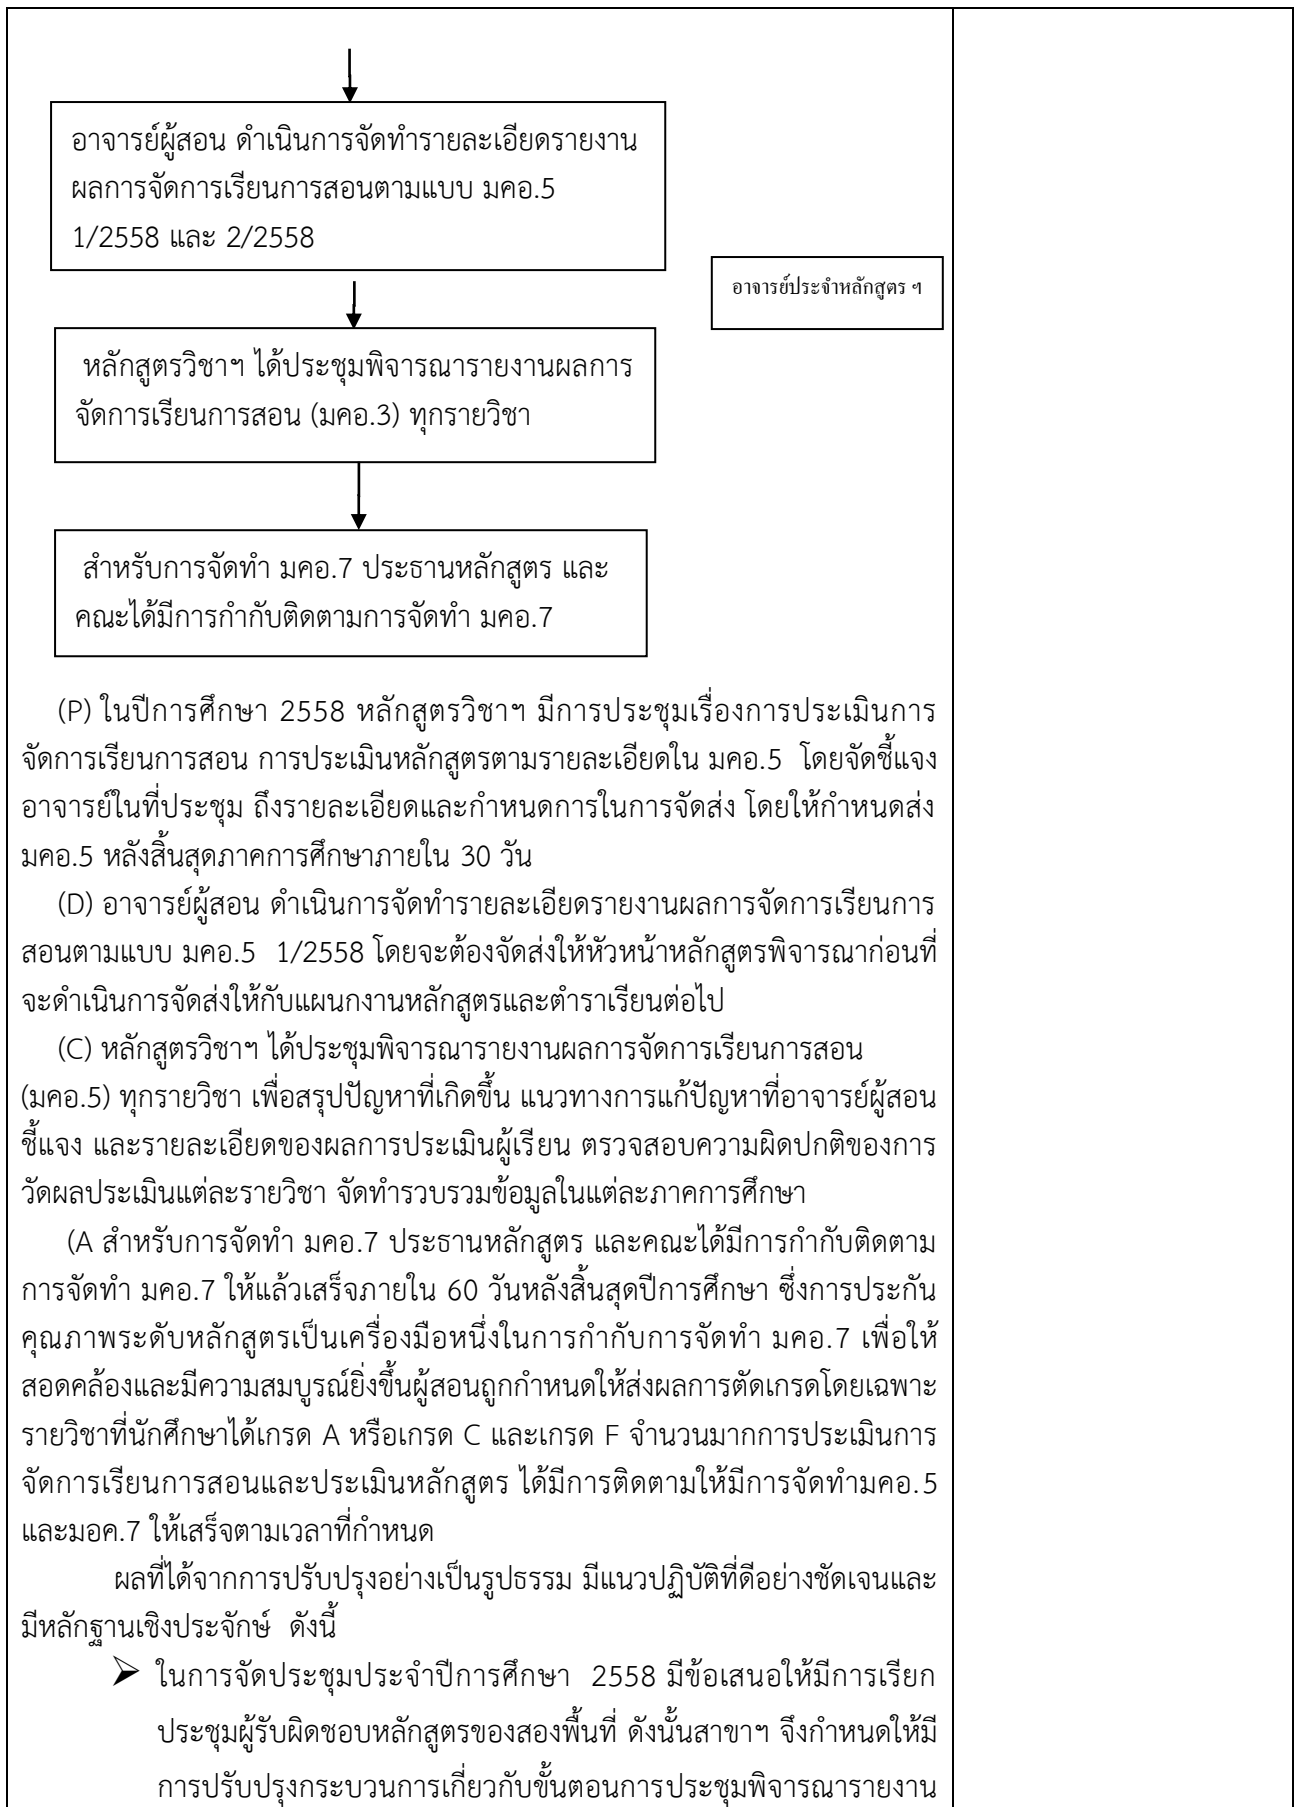 อาจารย์ผู้สอน ดำเนินการจัดทำรายละเอียดรายงาน
ผลการจัดการเรียนการสอนตามแบบ มคอ.5
1/2558 และ 2/2558
อาจารย์ประจำหลักสูตร ฯ
หลักสูตรวิชาฯ ได้ประชุมพิจารณารายงานผลการ
จัดการเรียนการสอน (มคอ.3) ทุกรายวิชา
สำหรับการจัดทำ มคอ.7 ประธานหลักสูตร และ
คณะได้มีการกำกับติดตามการจัดทำ มคอ.7
(P) ในปีการศึกษา 2558 หลักสูตรวิชาฯ มีการประชุมเรื่องการประเมินการ
จัดการเรียนการสอน การประเมินหลักสูตรตามรายละเอียดใน มคอ.5 โดยจัดชี้แจง
อาจารย์ในที่ประชุม ถึงรายละเอียดและกำหนดการในการจัดส่ง โดยให้กำหนดส่ง
มคอ.5 หลังสิ้นสุดภาคการศึกษาภายใน 30 วัน
(D) อาจารย์ผู้สอน ดำเนินการจัดทำรายละเอียดรายงานผลการจัดการเรียนการ
สอนตามแบบ มคอ.5 1/2558 โดยจะต้องจัดส่งให้หัวหน้าหลักสูตรพิจารณาก่อนที่
จะดำเนินการจัดส่งให้กับแผนกงานหลักสูตรและตำราเรียนต่อไป
(C) หลักสูตรวิชาฯ ได้ประชุมพิจารณารายงานผลการจัดการเรียนการสอน
(มคอ.5) ทุกรายวิชา เพื่อสรุปปัญหาที่เกิดขึ้น แนวทางการแก้ปัญหาที่อาจารย์ผู้สอน
ชี้แจง และรายละเอียดของผลการประเมินผู้เรียน ตรวจสอบความผิดปกติของการ
วัดผลประเมินแต่ละรายวิชา จัดทำรวบรวมข้อมูลในแต่ละภาคการศึกษา
(A สำหรับการจัดทำ มคอ.7 ประธานหลักสูตร และคณะได้มีการกำกับติดตาม
การจัดทำ มคอ.7 ให้แล้วเสร็จภายใน 60 วันหลังสิ้นสุดปีการศึกษา ซึ่งการประกัน
คุณภาพระดับหลักสูตรเป็นเครื่องมือหนึ่งในการกำกับการจัดทำ มคอ.7 เพื่อให้
สอดคล้องและมีความสมบูรณ์ยิ่งขึ้นผู้สอนถูกกำหนดให้ส่งผลการตัดเกรดโดยเฉพาะ
รายวิชาที่นักศึกษาได้เกรด A หรือเกรด C และเกรด F จำนวนมากการประเมินการ
จัดการเรียนการสอนและประเมินหลักสูตร ได้มีการติดตามให้มีการจัดทำมคอ.5
และมอค.7 ให้เสร็จตามเวลาที่กำหนด
ผลที่ได้จากการปรับปรุงอย่างเป็นรูปธรรม มีแนวปฏิบัติที่ดีอย่างชัดเจนและ
มีหลักฐานเชิงประจักษ์ ดังนี้
➢ ในการจัดประชุมประจำปีการศึกษา 2558 มีข้อเสนอให้มีการเรียก
ประชุมผู้รับผิดชอบหลักสูตรของสองพื้นที่ ดังนั้นสาขาฯ จึงกำหนดให้มี
การปรับปรุงกระบวนการเกี่ยวกับขั้นตอนการประชุมพิจารณารายงาน